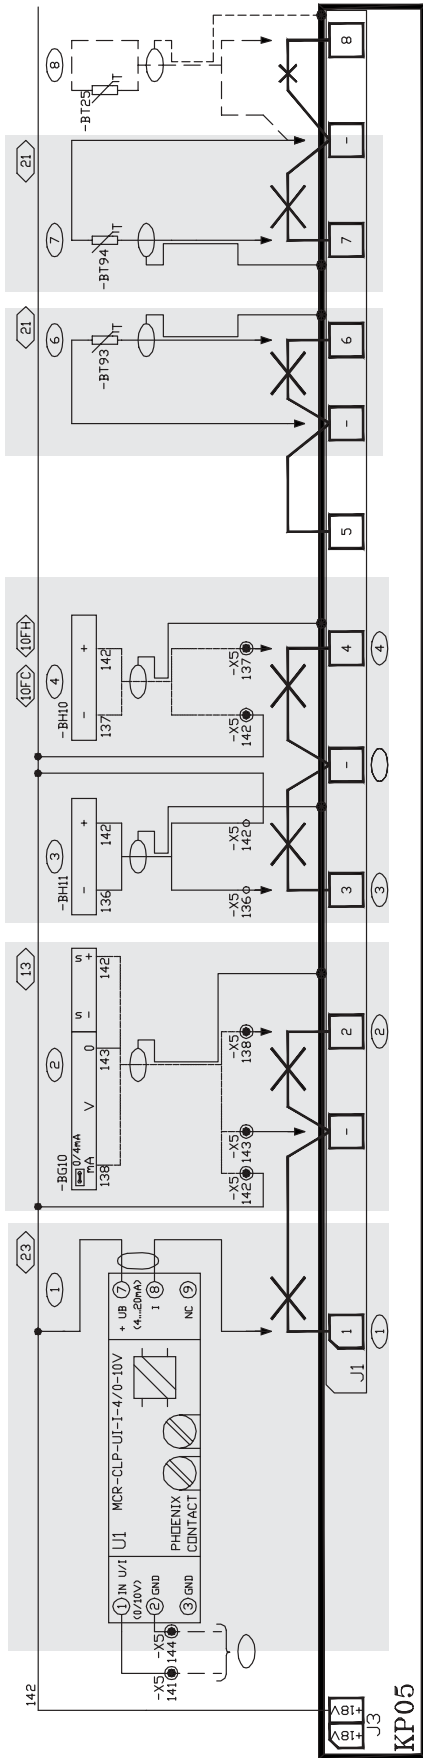 142
23
1
U1 MCR-CLP-UI-I-4/0-10V
PHOENIX
CONTACT
1 IN U/I
(0/10V)
2 GND
3 GND
+ UB 7
(4...20mA)
I 8
NC 9
-X5
141
-X5
144
13
2
-BG10
0/4mA
mA V 0 S- S+
138 143 142
-X5
142
-X5
143
-X5
138
10FC
10FH
3
-BH11
- +
136 142
-X5
136
-X5
142
4
-BH10
- +
137 142
-X5
142
-X5
137
21
6
-BT93
T
21
7
-BT94
T
8
-BT25
T
+18V +18V
J3
J1
1 - 2 3 - 4 5 - 6 7 - 8
1 2 3 4
KP05